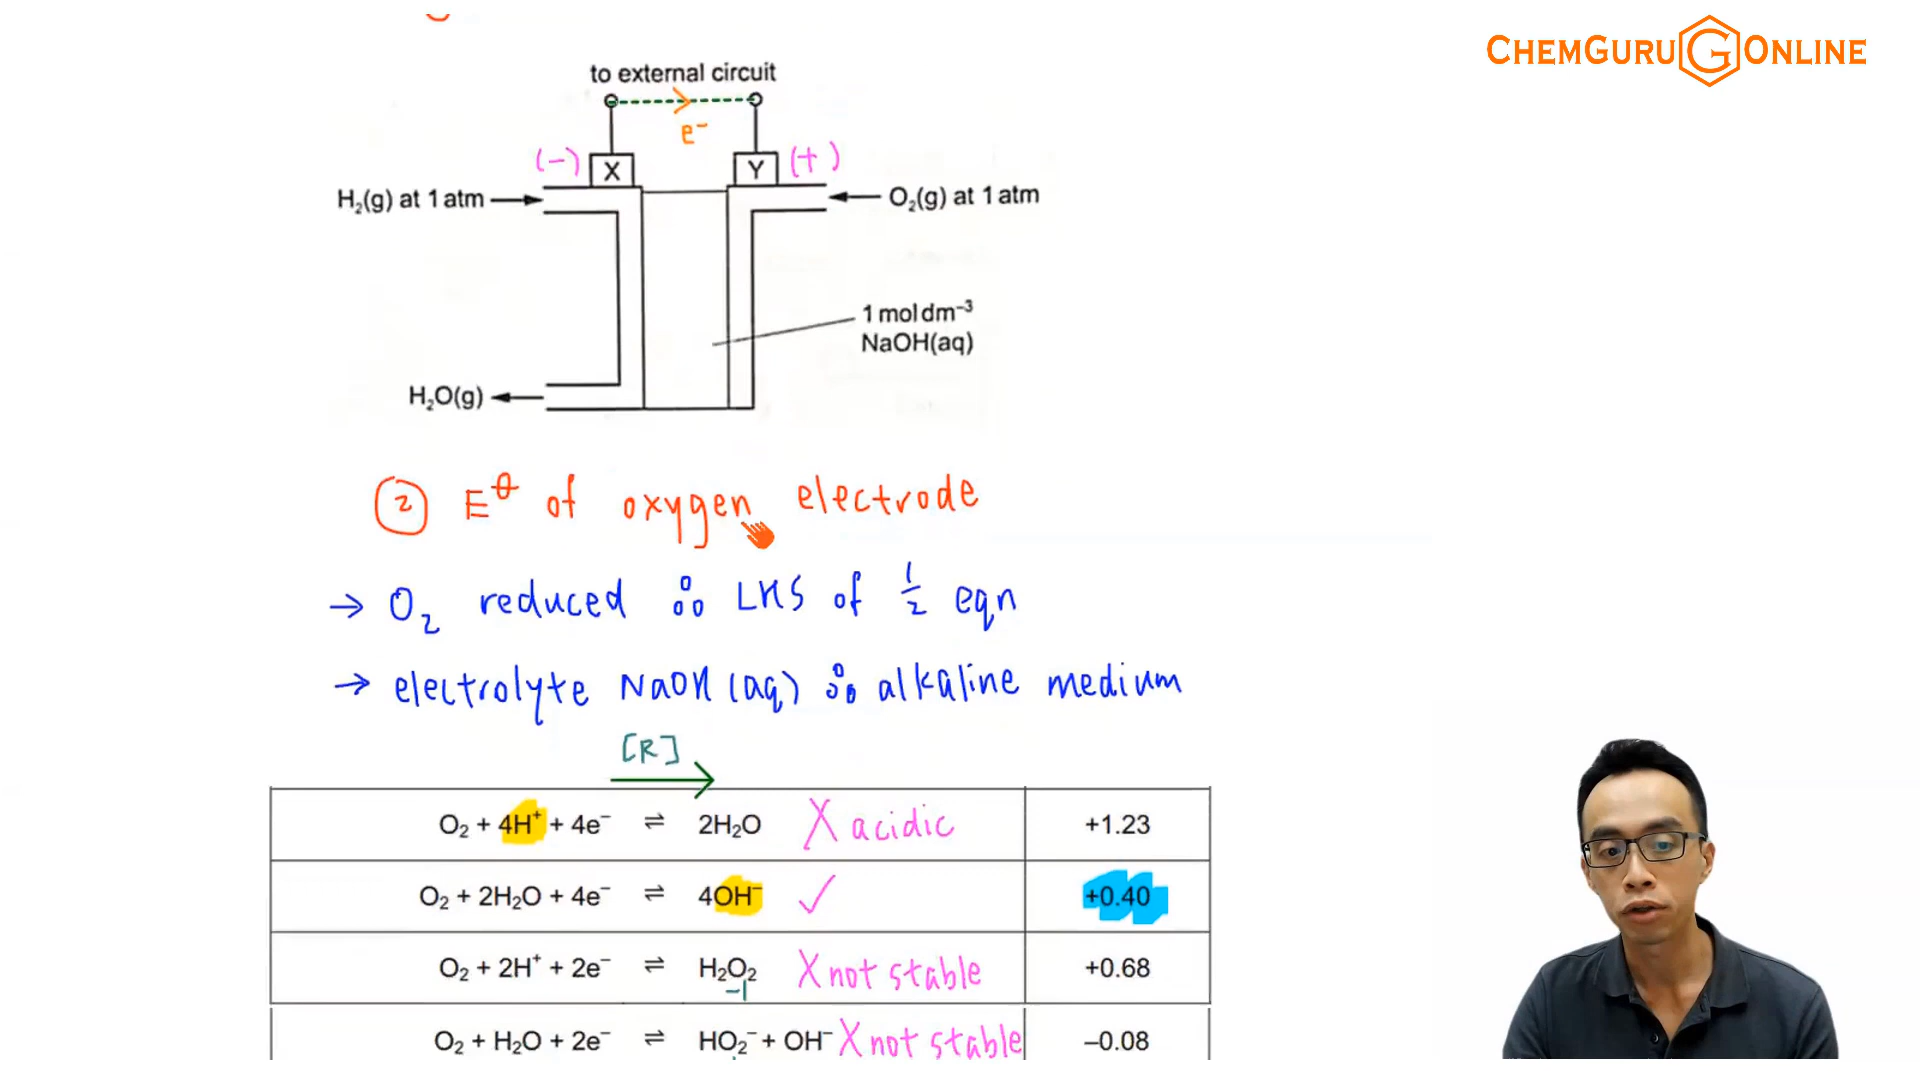 CHEMGURU G ONLINE
to external circuit
e⁻
(-) X Y (+)
H₂(g) at 1 atm
O₂(g) at 1 atm
1 mol dm⁻³
NaOH(aq)
H₂O(g)
② E⦵ of oxygen electrode
→ O₂ reduced ∴ LHS of ½ eqn
→ electrolyte NaOH (aq) ∴ alkaline medium
[R]
O₂ + 4H⁺ + 4e⁻ ⇌ 2H₂O X acidic +1.23
O₂ + 2H₂O + 4e⁻ ⇌ 4OH⁻ ✓ +0.40
O₂ + 2H⁺ + 2e⁻ ⇌ H₂O₂ X not stable +0.68
-1
O₂ + H₂O + 2e⁻ ⇌ HO₂⁻ + OH⁻ X not stable –0.08